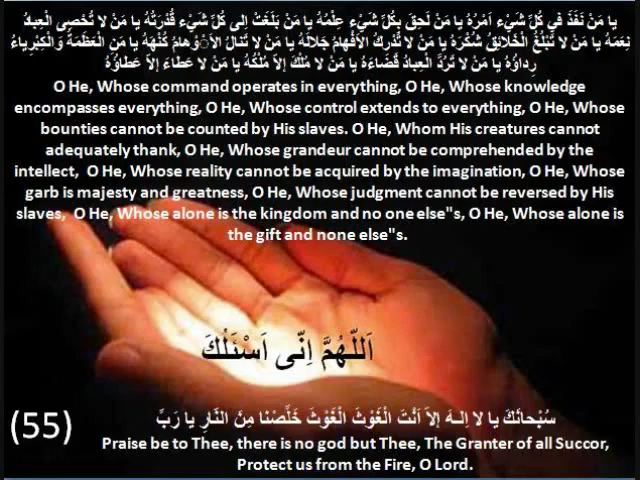 يا مَنْ نَفَذَ في كُلِّ شَيْءٍ اَمْرُهُ يا مَنْ لَحِقَ بِكُلِّ شَيْءٍ عِلْمُهُ يا مَنْ بَلَغَتْ اِلى كُلِّ شَيْءٍ قُدْرَتُهُ يا مَنْ لا تُحْصِى الْعِبادُ
نِعَمَهُ يا مَنْ لا تَبْلُغُ الْخَلائِقُ شُكْرَهُ يا مَنْ لا تُدْرِكُ الاَْفْهامُ جَلالَهُ يا مَنْ لا تَنالُ الاَْوْهامُ كُنْهَهُ يا مَنِ الْعَظَمَةُ وَالْكِبْرِياءُ
رِداؤُهُ يا مَنْ لا تَرُدُّ الْعِبادُ قَضاءَهُ يا مَنْ لا مُلْكَ إلاّ مُلْكُهُ يا مَنْ لا عَطاءَ إلاّ عَطاؤُهُ
O He, Whose command operates in everything, O He, Whose knowledge
encompasses everything, O He, Whose control extends to everything, O He, Whose
bounties cannot be counted by His slaves. O He, Whom His creatures cannot
adequately thank, O He, Whose grandeur cannot be comprehended by the
intellect, O He, Whose reality cannot be acquired by the imagination, O He, Whose
garb is majesty and greatness, O He, Whose judgment cannot be reversed by His
slaves, O He, Whose alone is the kingdom and no one else"s, O He, Whose alone is
the gift and none else"s.
اَللّهُمَّ اِنّى اَسْئَلُكَ
سُبْحانَكَ يا لا اِلـهَ إلاّ اَنْتَ الْغَوْثَ الْغَوْثَ خَلِّصْنا مِنَ النّارِ يا رَبِّ
(55)
Praise be to Thee, there is no god but Thee, The Granter of all Succor,
Protect us from the Fire, O Lord.